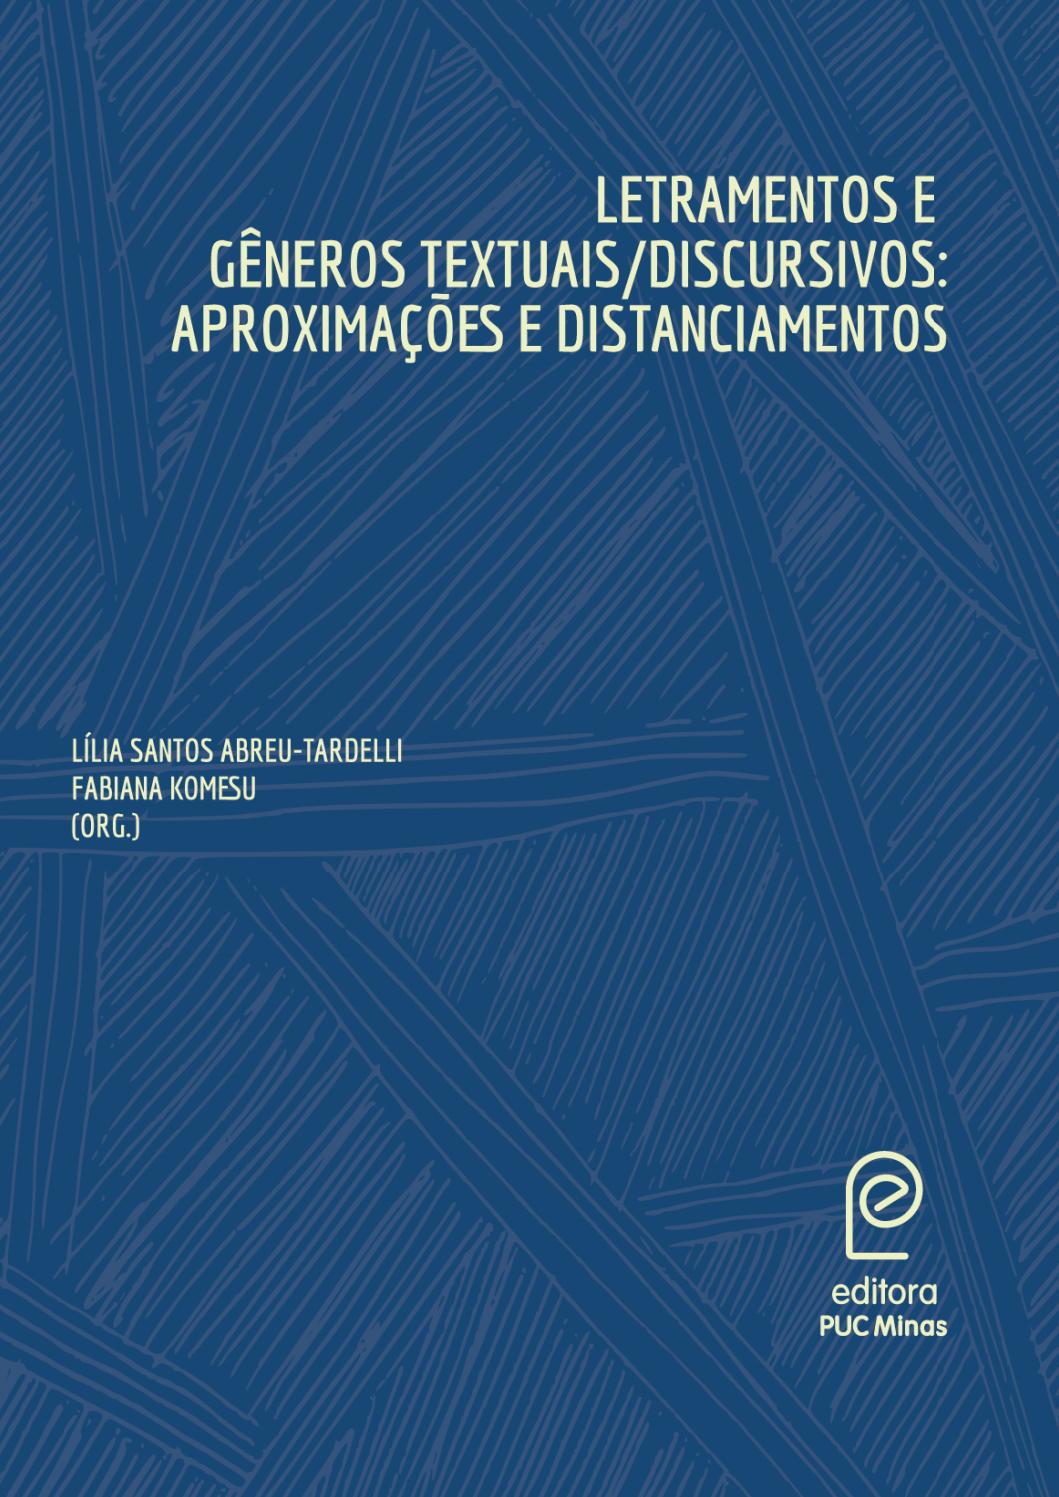 LETRAMENTOS E
GÊNEROS TEXTUAIS/DISCURSIVOS:
APROXIMAÇÕES E DISTANCIAMENTOS
LÍLIA SANTOS ABREU-TARDELLI
FABIANA KOMESU
(ORG.)
editora
PUC Minas